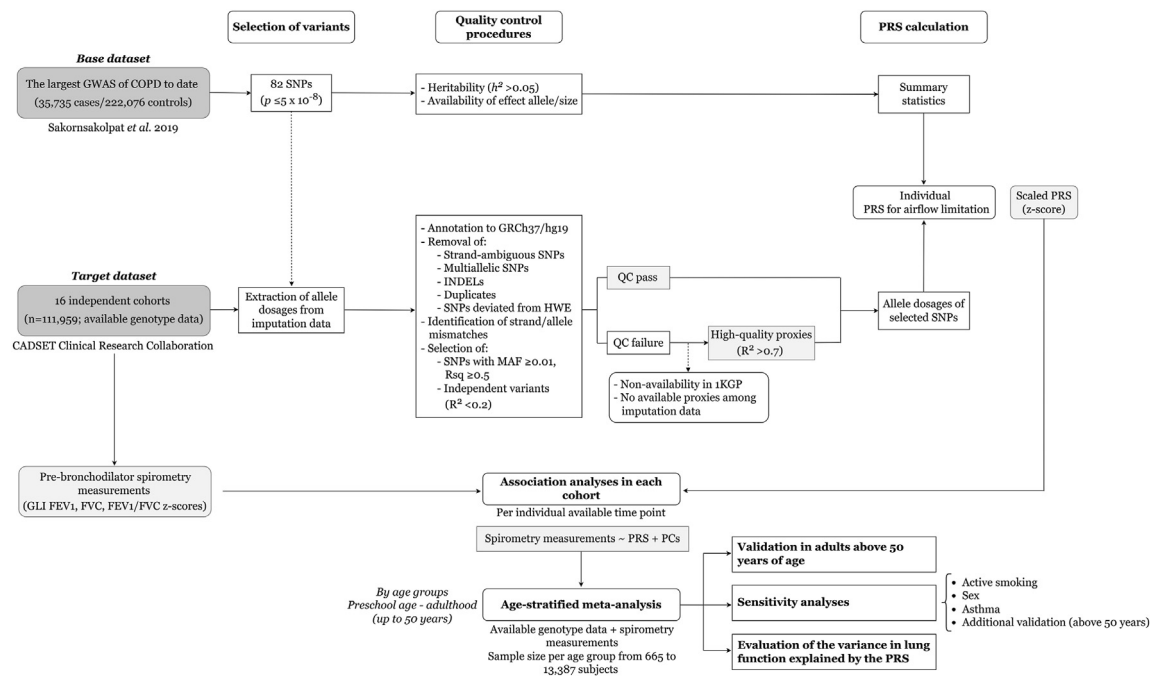 Selection of variants
Quality control
procedures
PRS calculation
Base dataset
The largest GWAS of COPD to date
(35,735 cases/222,076 controls)
Sakornsakolpat et al. 2019
82 SNPs
(p ≤5 x 10⁻⁸)
- Heritability (h² >0.05)
- Availability of effect allele/size
Summary
statistics
Individual
PRS for airflow limitation
Scaled PRS
(z-score)
Target dataset
16 independent cohorts
(n=111,959; available genotype data)
CADSET Clinical Research Collaboration
Extraction of allele
dosages from
imputation data
- Annotation to GRCh37/hg19
- Removal of:
- Strand-ambiguous SNPs
- Multiallelic SNPs
- INDELs
- Duplicates
- SNPs deviated from HWE
- Identification of strand/allele
mismatches
- Selection of:
- SNPs with MAF ≥0.01,
Rsq ≥0.5
- Independent variants
(R² <0.2)
QC pass
QC failure
High-quality proxies
(R² >0.7)
- Non-availability in 1KGP
- No available proxies among
imputation data
Allele dosages of
selected SNPs
Pre-bronchodilator spirometry
measurements
(GLI FEV1, FVC, FEV1/FVC z-scores)
Association analyses in each
cohort
Per individual available time point
Spirometry measurements ~ PRS + PCs
By age groups
Preschool age - adulthood
(up to 50 years)
Age-stratified meta-analysis
Available genotype data + spirometry
measurements
Sample size per age group from 665 to
13,387 subjects
Validation in adults above 50
years of age
Sensitivity analyses
• Active smoking
• Sex
• Asthma
• Additional validation (above 50 years)
Evaluation of the variance in lung
function explained by the PRS